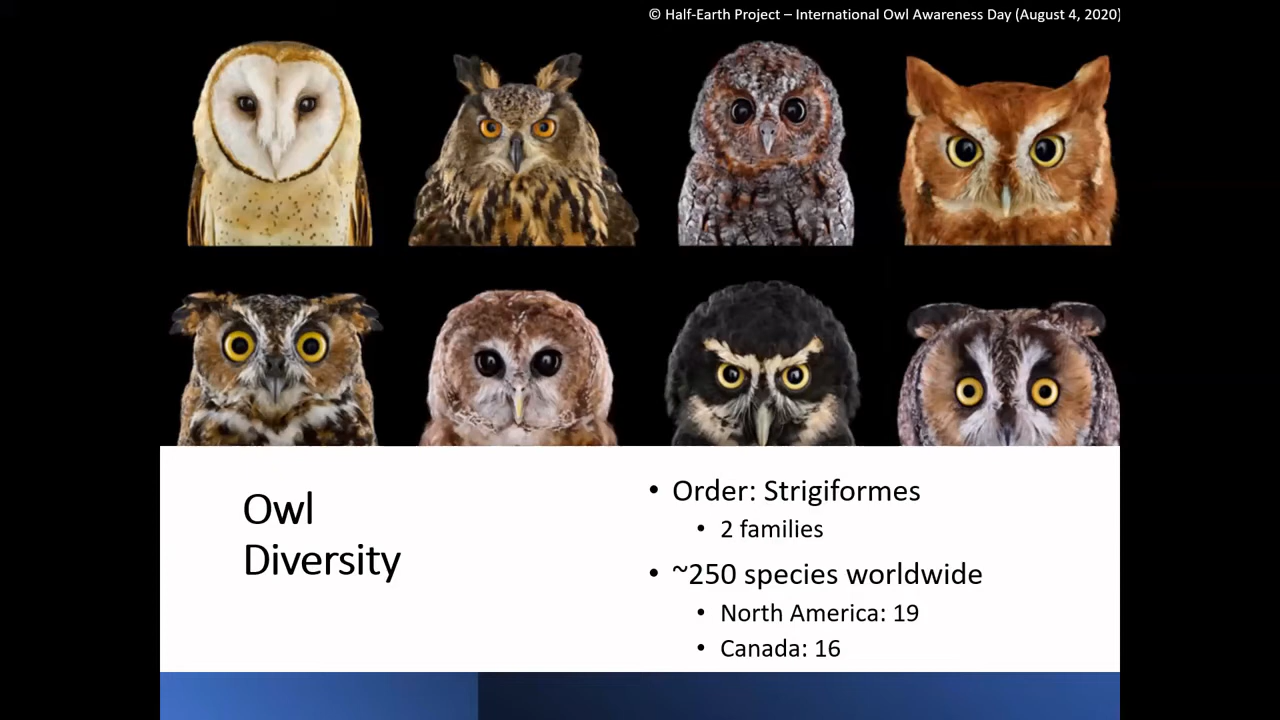 © Half-Earth Project – International Owl Awareness Day (August 4, 2020)
Owl
Diversity
• Order: Strigiformes
• 2 families
• ~250 species worldwide
• North America: 19
• Canada: 16